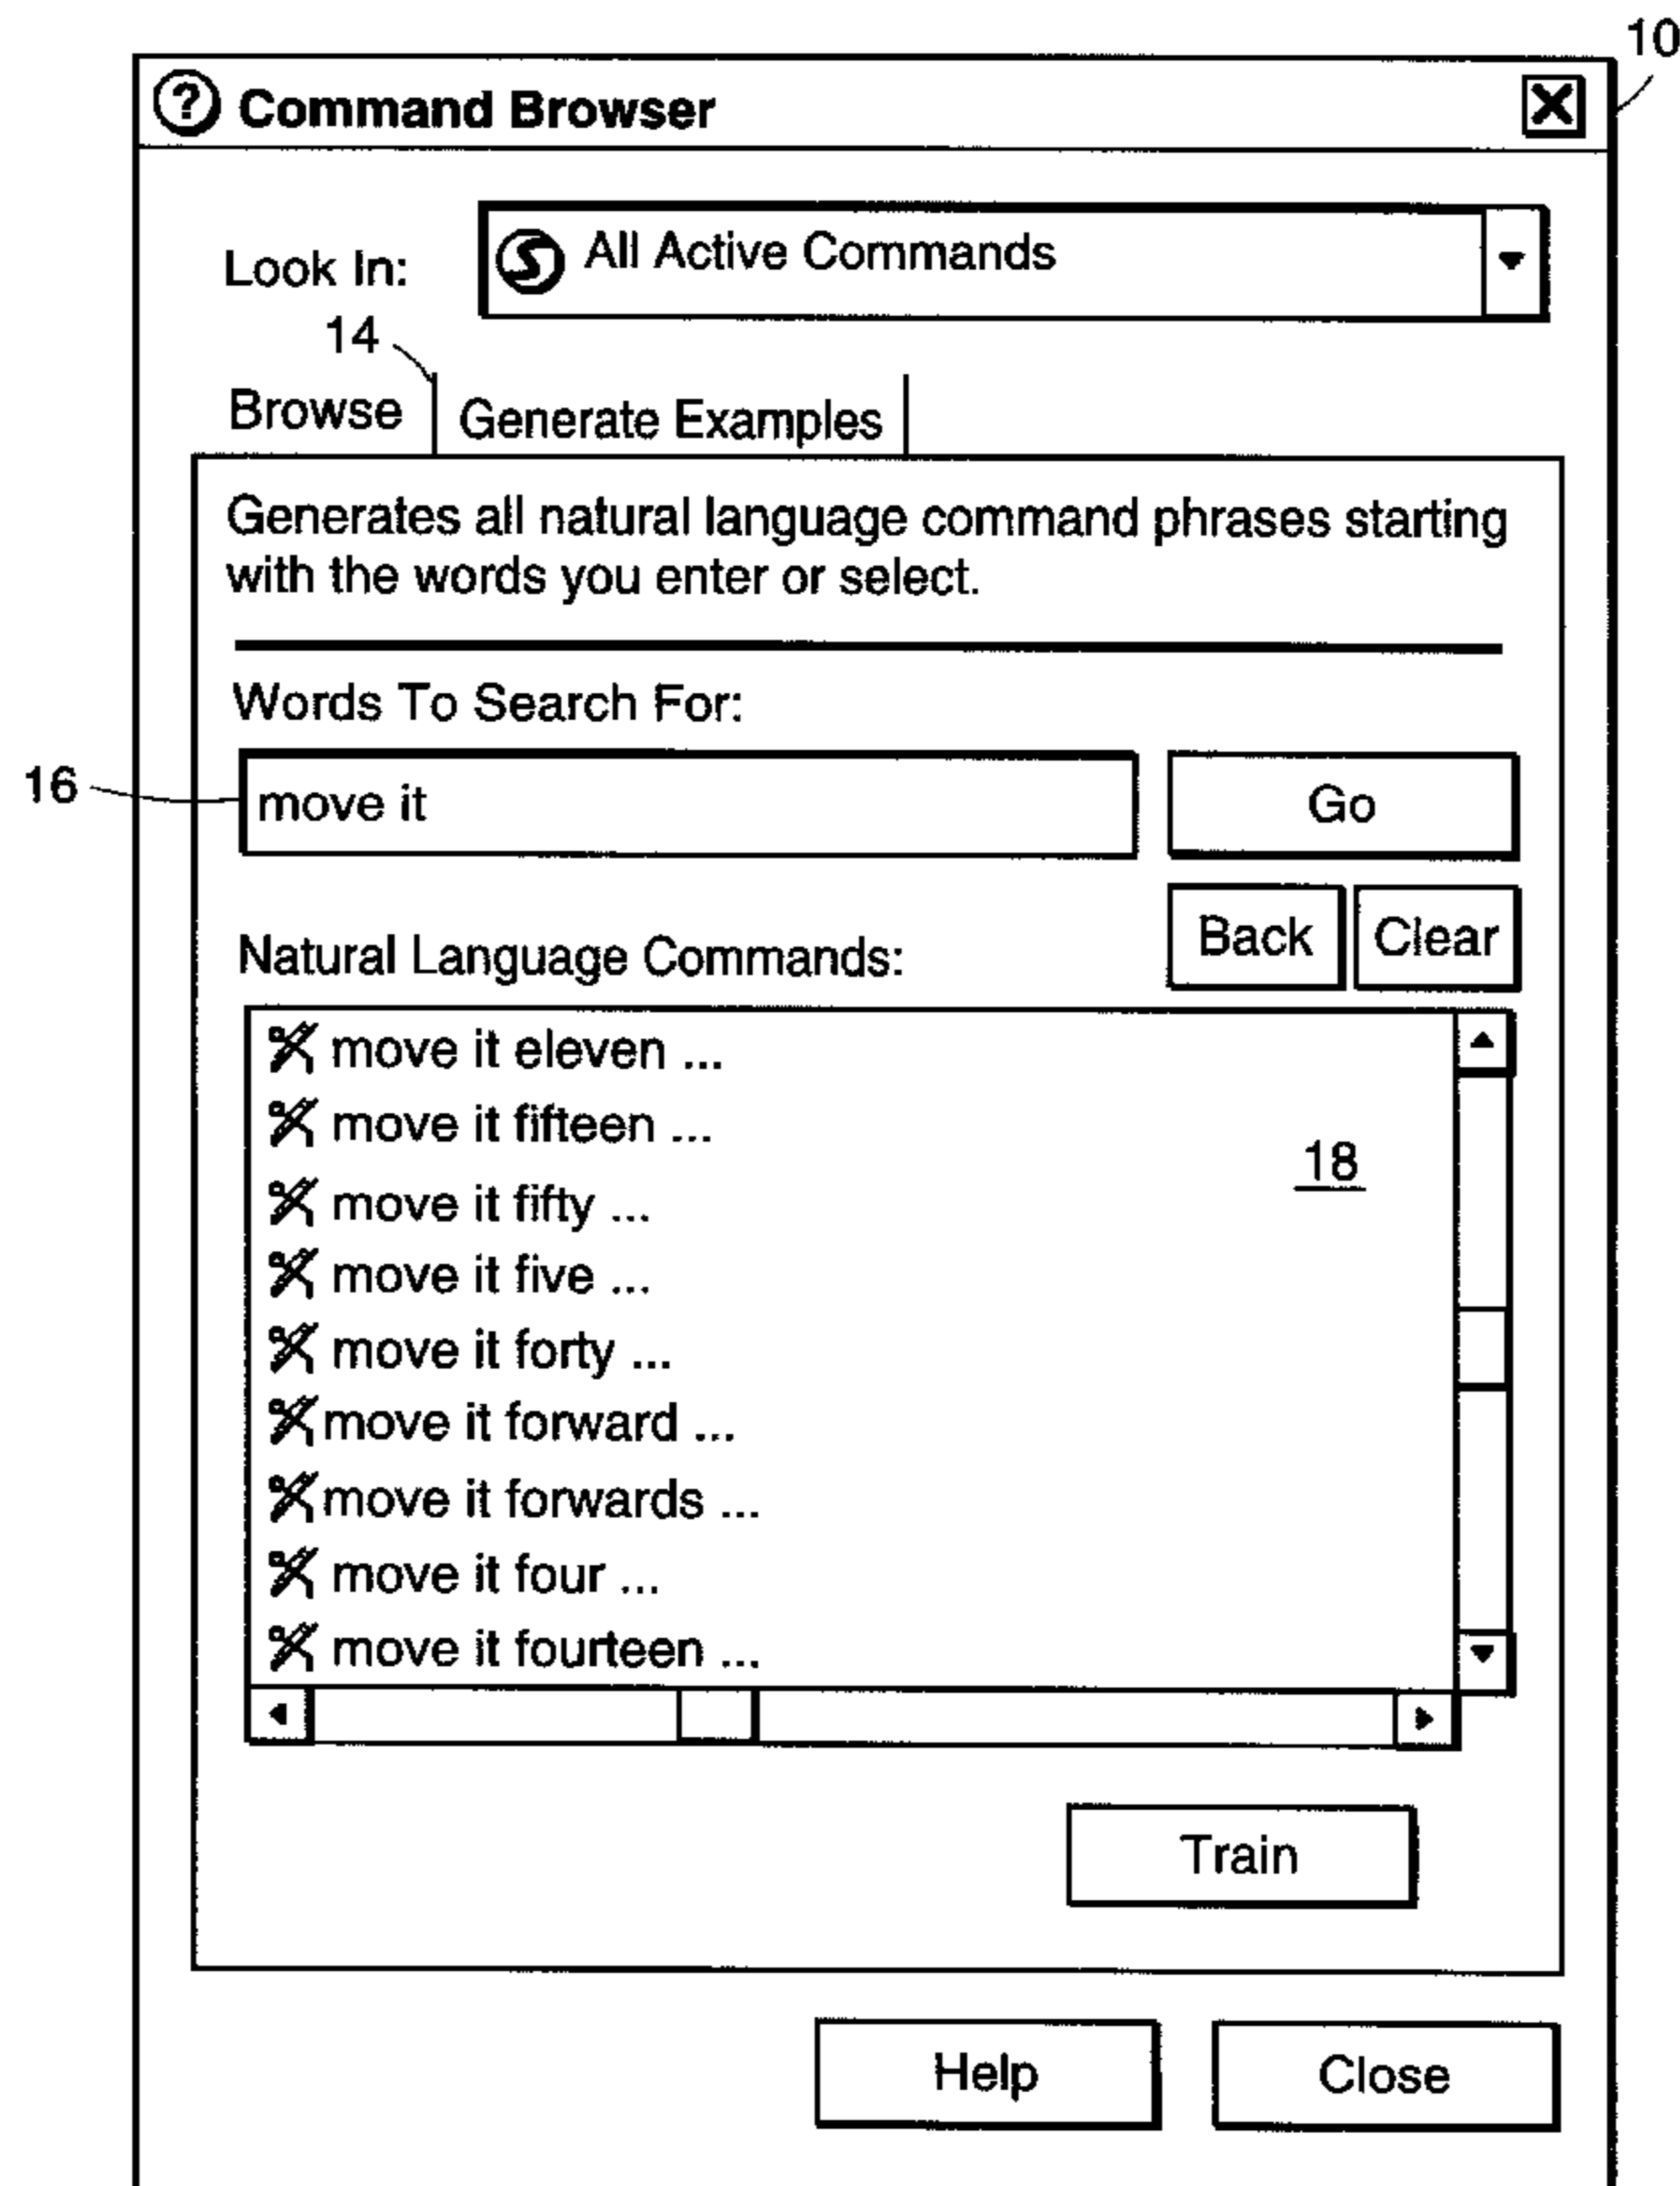 10
? Command Browser X
Look In: All Active Commands
14
Browse Generate Examples
Generates all natural language command phrases starting
with the words you enter or select.
Words To Search For:
16 move it Go
Back Clear
Natural Language Commands:
move it eleven ...
move it fifteen ...
18
move it fifty ...
move it five ...
move it forty ...
move it forward ...
move it forwards ...
move it four ...
move it fourteen ...
Train
Help Close